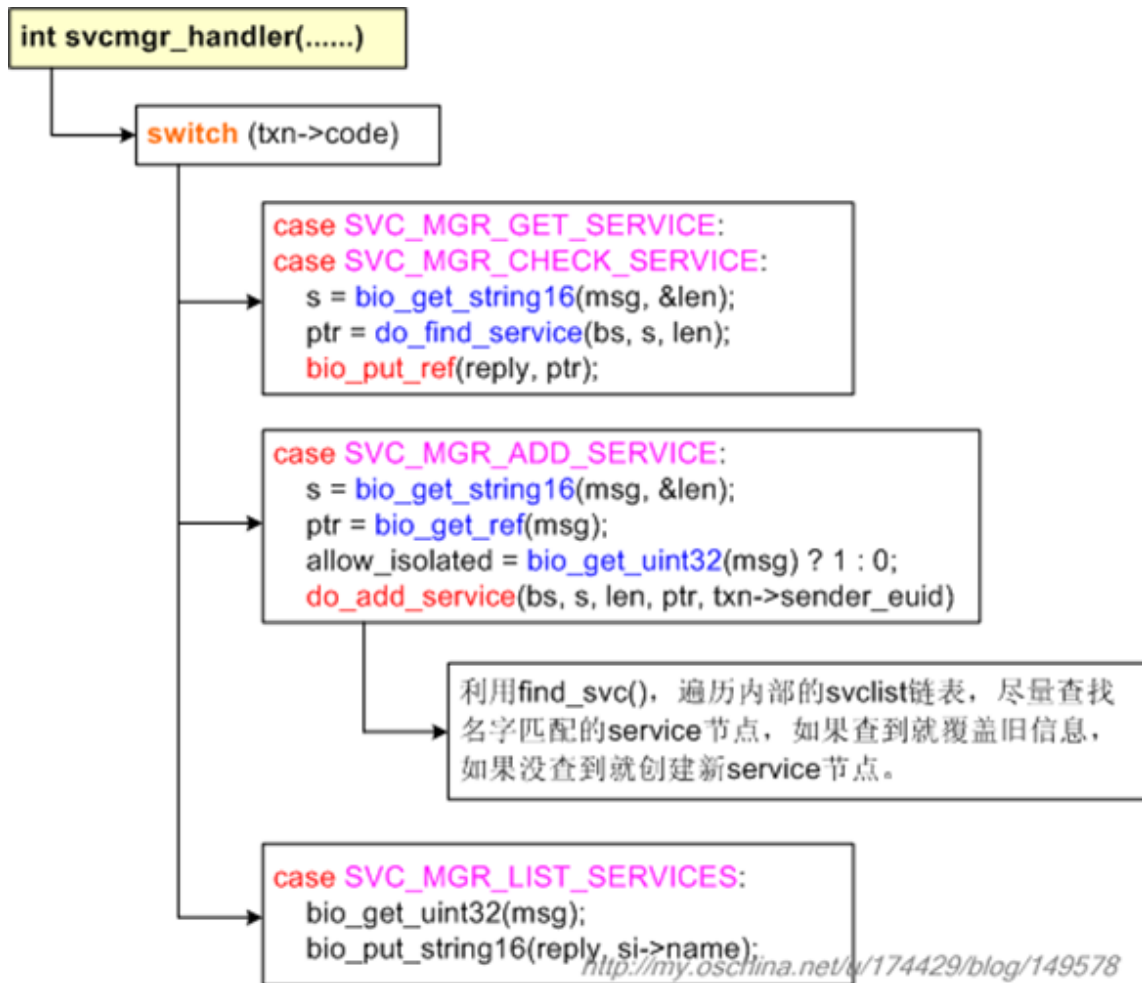 int svcmgr_handler(......)
switch (txn->code)
case SVC_MGR_GET_SERVICE:
case SVC_MGR_CHECK_SERVICE:
s = bio_get_string16(msg, &len);
ptr = do_find_service(bs, s, len);
bio_put_ref(reply, ptr);
case SVC_MGR_ADD_SERVICE:
s = bio_get_string16(msg, &len);
ptr = bio_get_ref(msg);
allow_isolated = bio_get_uint32(msg) ? 1 : 0;
do_add_service(bs, s, len, ptr, txn->sender_euid)
利用find_svc()，遍历内部的svclist链表，尽量查找
名字匹配的service节点，如果查到就覆盖旧信息，
如果没查到就创建新service节点。
case SVC_MGR_LIST_SERVICES:
bio_get_uint32(msg);
bio_put_string16(reply, si->name);
http://my.oschina.net/u/174429/blog/149578